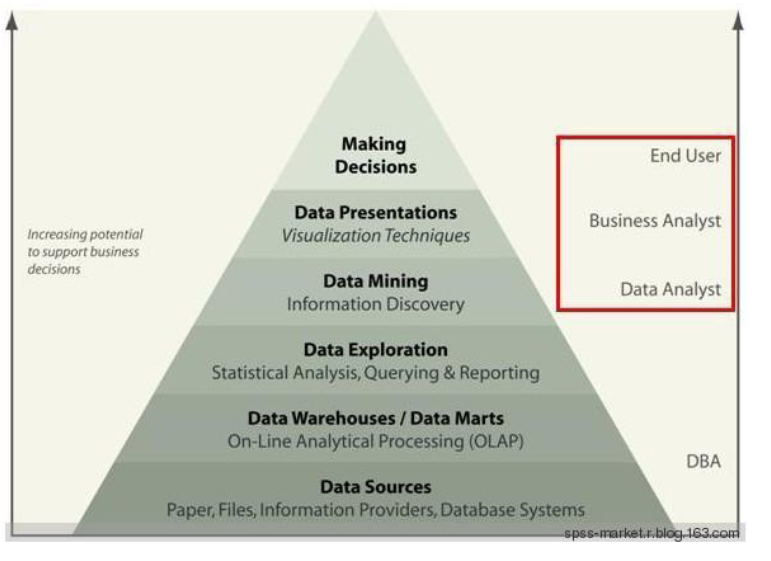 Making
Decisions
End User
Data Presentations
Visualization Techniques
Business Analyst
Increasing potential
to support business
decisions
Data Mining
Information Discovery
Data Analyst
Data Exploration
Statistical Analysis, Querying & Reporting
Data Warehouses / Data Marts
On-Line Analytical Processing (OLAP)
DBA
Data Sources
Paper, Files, Information Providers, Database Systems
spss-market.r.blog.163.com